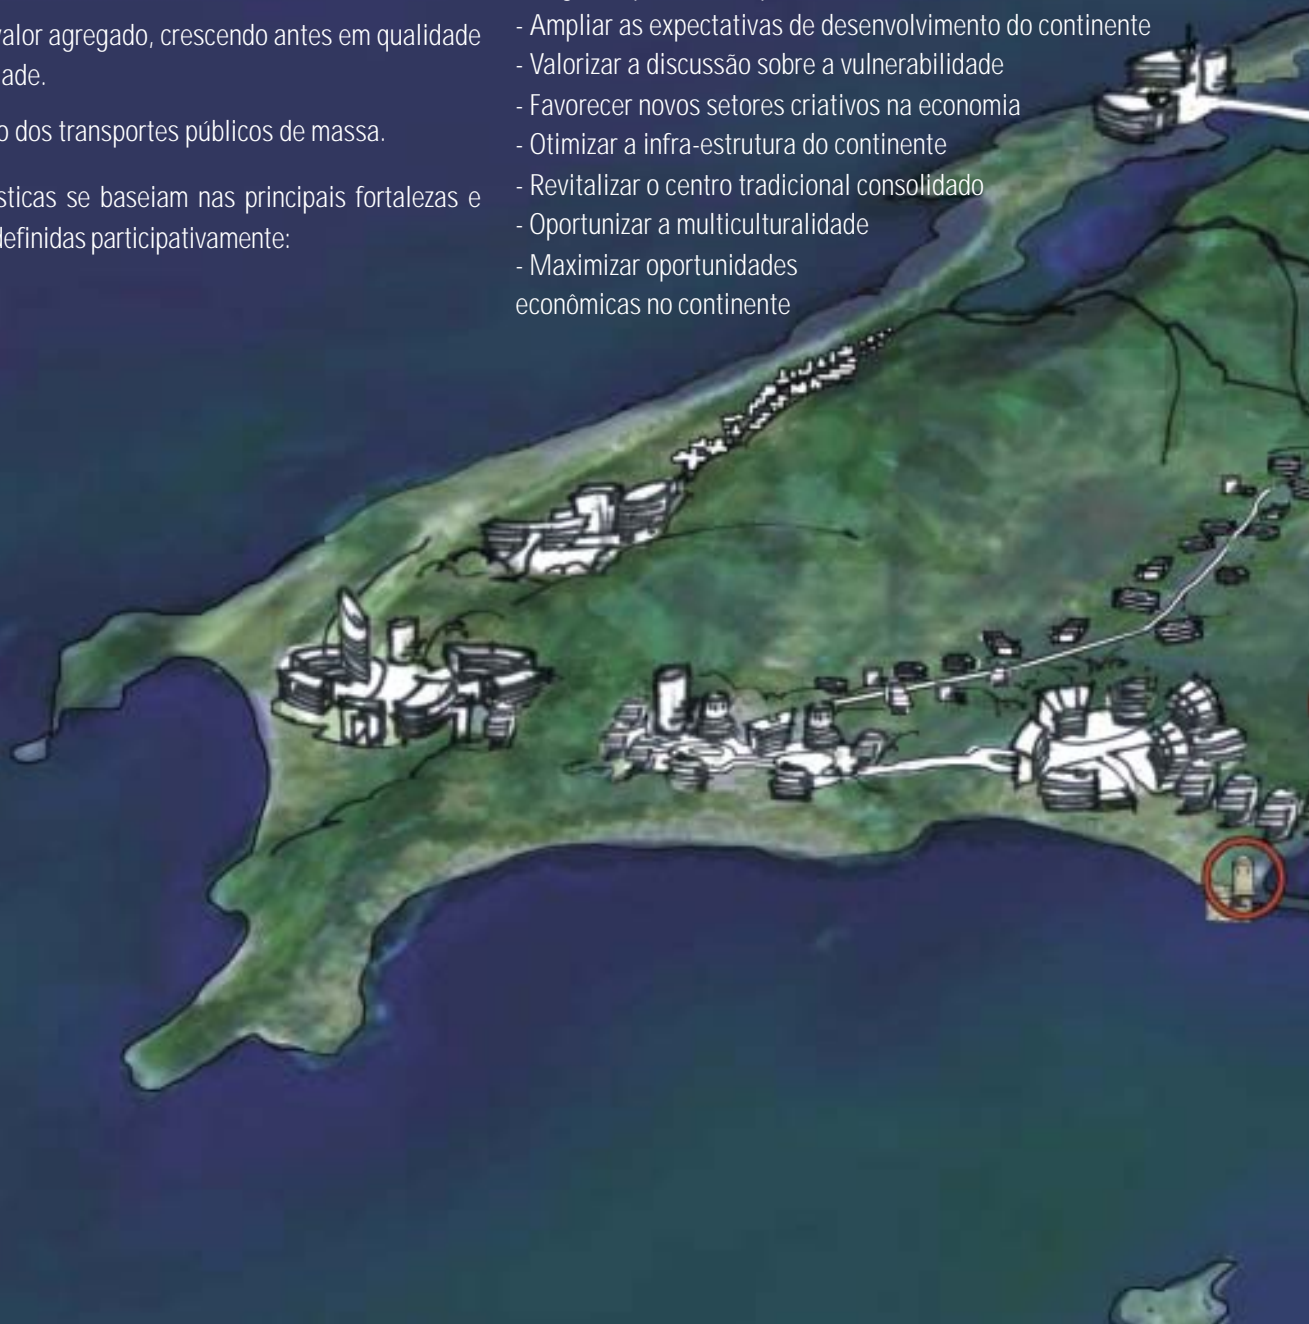 valor agregado, crescendo antes em qualidade
dos transportes públicos de massa.
se baseiam nas principais fortalezas e
definidas participativamente:
- Ampliar as expectativas de desenvolvimento do continente
- Valorizar a discussão sobre a vulnerabilidade
- Favorecer novos setores criativos na economia
- Otimizar a infra-estrutura do continente
- Revitalizar o centro tradicional consolidado
- Oportunizar a multiculturalidade
- Maximizar oportunidades
econômicas no continente